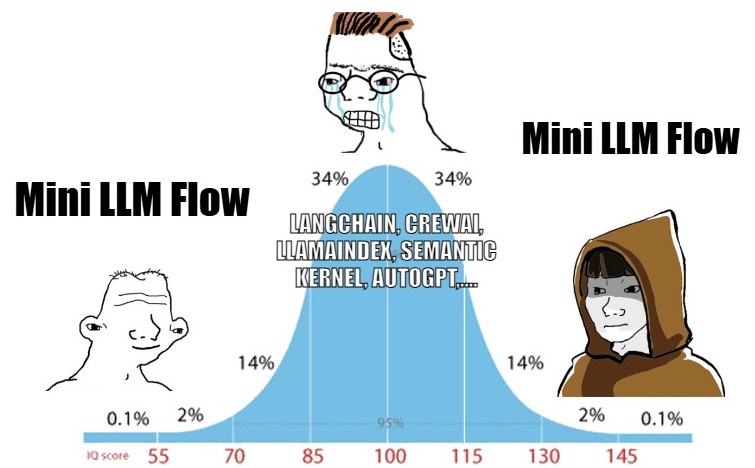 Mini LLM Flow
34% 34%
Mini LLM Flow
LANGCHAIN, CREWAI,
LLAMAINDEX, SEMANTIC
KERNEL, AUTOGPT,....
14% 14%
0.1% 2% 95% 2% 0.1%
IQ score 55 70 85 100 115 130 145